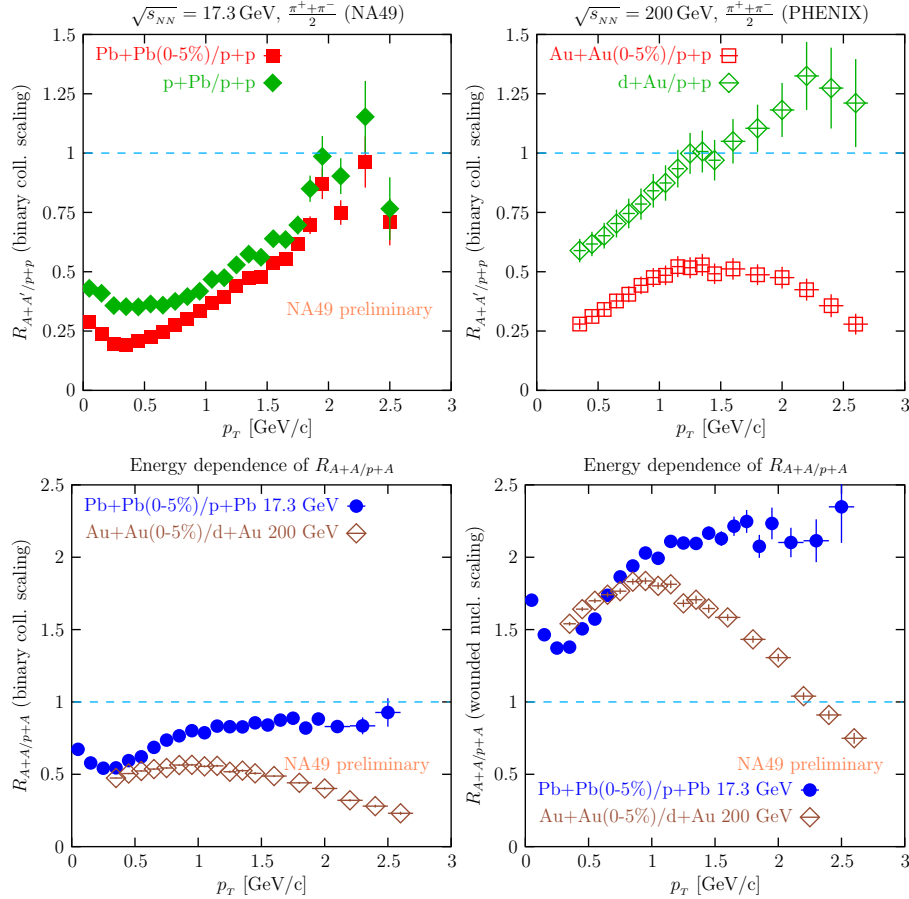 √s_NN = 17.3 GeV, (π⁺+π⁻)/2 (NA49)
Pb+Pb(0-5%)/p+p
p+Pb/p+p
R_A+A′/p+p (binary coll. scaling)
1.5
1.25
1
0.75
0.5
0.25
0
NA49 preliminary
0 0.5 1 1.5 2 2.5 3
p_T [GeV/c]
√s_NN = 200 GeV, (π⁺+π⁻)/2 (PHENIX)
Au+Au(0-5%)/p+p
d+Au/p+p
R_A+A′/p+p (binary coll. scaling)
1.5
1.25
1
0.75
0.5
0.25
0
0 0.5 1 1.5 2 2.5 3
p_T [GeV/c]
Energy dependence of R_A+A/p+A
Pb+Pb(0-5%)/p+Pb 17.3 GeV
Au+Au(0-5%)/d+Au 200 GeV
R_A+A/p+A (binary coll. scaling)
2.5
2
1.5
1
0.5
0
NA49 preliminary
0 0.5 1 1.5 2 2.5 3
p_T [GeV/c]
Energy dependence of R_A+A/p+A
R_A+A/p+A (wounded nucl. scaling)
2.5
2
1.5
1
0.5
0
NA49 preliminary
Pb+Pb(0-5%)/p+Pb 17.3 GeV
Au+Au(0-5%)/d+Au 200 GeV
0 0.5 1 1.5 2 2.5 3
p_T [GeV/c]